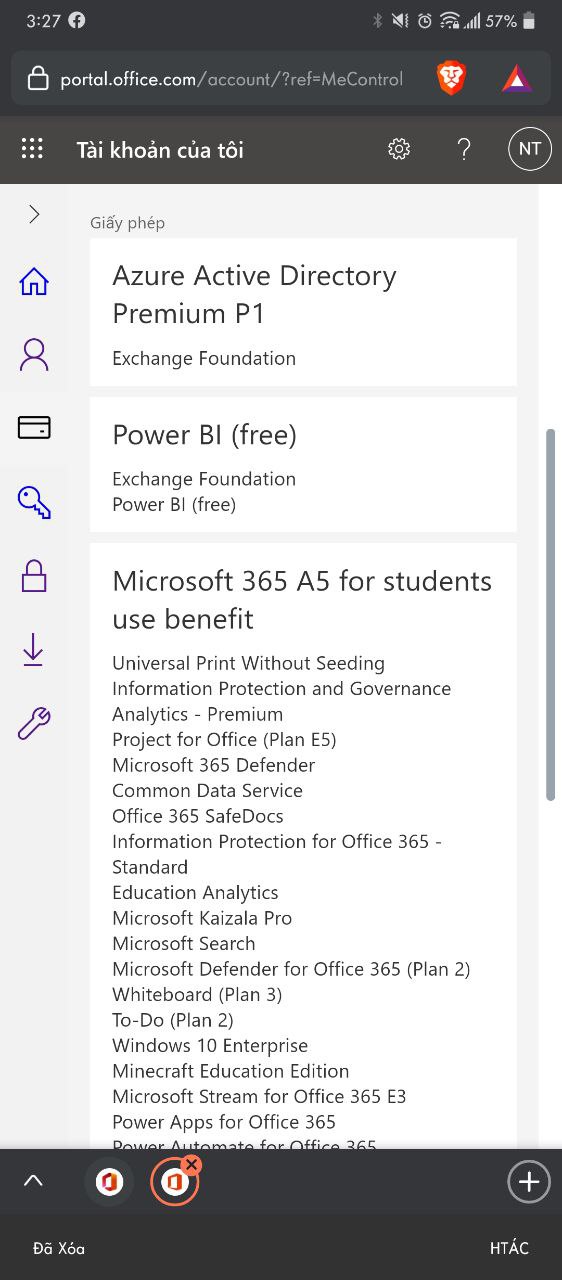 3:27
57%
portal.office.com/account/?ref=MeControl
Tài khoản của tôi
?
NT
Giấy phép
Azure Active Directory
Premium P1
Exchange Foundation
Power BI (free)
Exchange Foundation
Power BI (free)
Microsoft 365 A5 for students
use benefit
Universal Print Without Seeding
Information Protection and Governance
Analytics - Premium
Project for Office (Plan E5)
Microsoft 365 Defender
Common Data Service
Office 365 SafeDocs
Information Protection for Office 365 -
Standard
Education Analytics
Microsoft Kaizala Pro
Microsoft Search
Microsoft Defender for Office 365 (Plan 2)
Whiteboard (Plan 3)
To-Do (Plan 2)
Windows 10 Enterprise
Minecraft Education Edition
Microsoft Stream for Office 365 E3
Power Apps for Office 365
Power Automate for Office 365
Đã Xóa
HTÁC